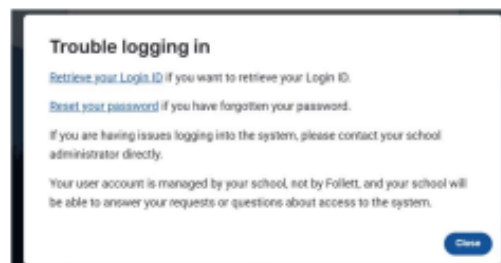 Trouble logging in
Retrieve your Login ID if you want to retrieve your Login ID.
Reset your password if you have forgotten your password.
If you are having issues logging into the system, please contact your school
administrator directly.
Your user account is managed by your school, not by Follett, and your school will
be able to answer your requests or questions about access to the system.
Close